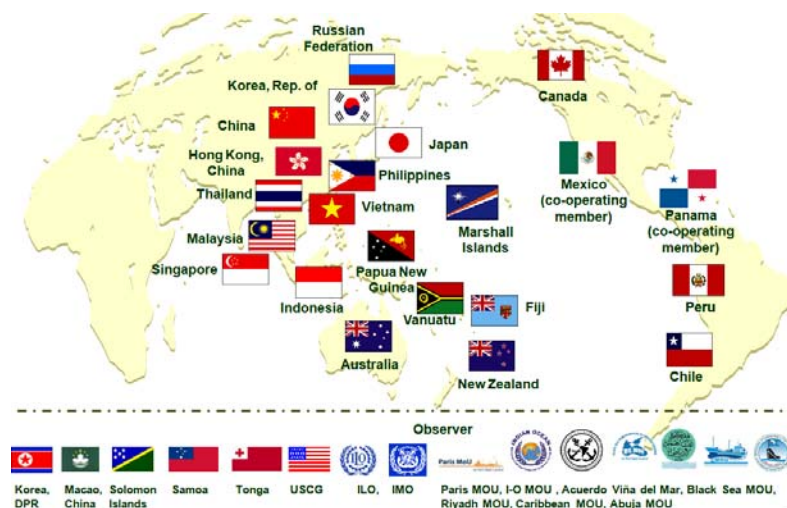 Russian
Federation
Korea, Rep. of
Canada
China
Japan
Hong Kong,
China
Philippines
Mexico
(co-operating
member)
Thailand
Vietnam
Marshall
Islands
Panama
(co-operating
member)
Malaysia
Singapore
Papua New
Guinea
Indonesia
Vanuatu
Fiji
Peru
Australia
New Zealand
Chile
Observer
Paris MoU
INDIAN OCEAN
Korea,
DPR
Macao,
China
Solomon
Islands
Samoa
Tonga
USCG
ILO,
IMO
Paris MOU, I-O MOU , Acuerdo Viña del Mar, Black Sea MOU,
Riyadh MOU, Caribbean MOU, Abuja MOU